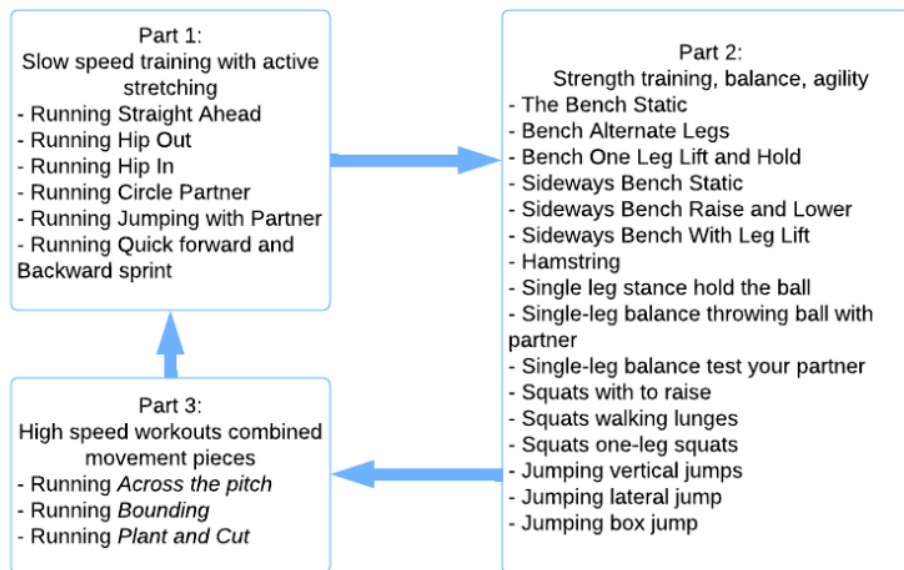 Part 1:
Slow speed training with active
stretching
- Running Straight Ahead
- Running Hip Out
- Running Hip In
- Running Circle Partner
- Running Jumping with Partner
- Running Quick forward and
Backward sprint
Part 2:
Strength training, balance, agility
- The Bench Static
- Bench Alternate Legs
- Bench One Leg Lift and Hold
- Sideways Bench Static
- Sideways Bench Raise and Lower
- Sideways Bench With Leg Lift
- Hamstring
- Single leg stance hold the ball
- Single-leg balance throwing ball with
partner
- Single-leg balance test your partner
- Squats with to raise
- Squats walking lunges
- Squats one-leg squats
- Jumping vertical jumps
- Jumping lateral jump
- Jumping box jump
Part 3:
High speed workouts combined
movement pieces
- Running Across the pitch
- Running Bounding
- Running Plant and Cut